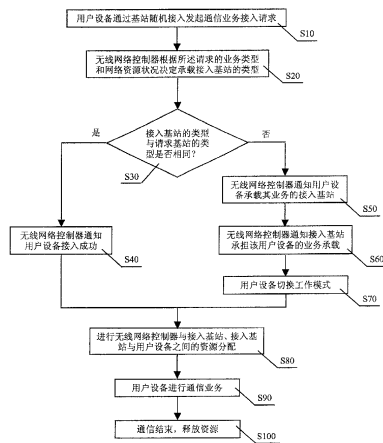 用户设备通过基站随机接入发起通信业务接入请求
S10
无线网络控制器根据所述请求的业务类型
和网络资源状况决定承载接入基站的类型
S20
接入基站的类型
与请求基站的类
型是否相同?
是
否
S30
无线网络控制器通知用户设
备承载其业务的接入基站
S50
无线网络控制器通知
用户设备接入成功
S40
无线网络控制器通知接入基站
承担该用户设备的业务承载
S60
用户设备切换工作模式
S70
进行无线网络控制器与接入基站、接入基
站与用户设备之间的资源分配
S80
用户设备进行通信业务
S90
通信结束,释放资源
S100